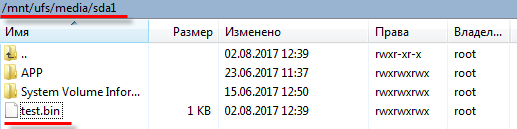 /mnt/ufs/media/sda1
Имя Размер Изменено Права Владел...
.. 02.08.2017 12:39 rwxr-xr-x root
APP 23.06.2017 11:37 rwxrwxrwx root
System Volume Infor... 15.06.2017 12:50 rwxrwxrwx root
test.bin 1 KB 02.08.2017 12:39 rwxrwxrwx root